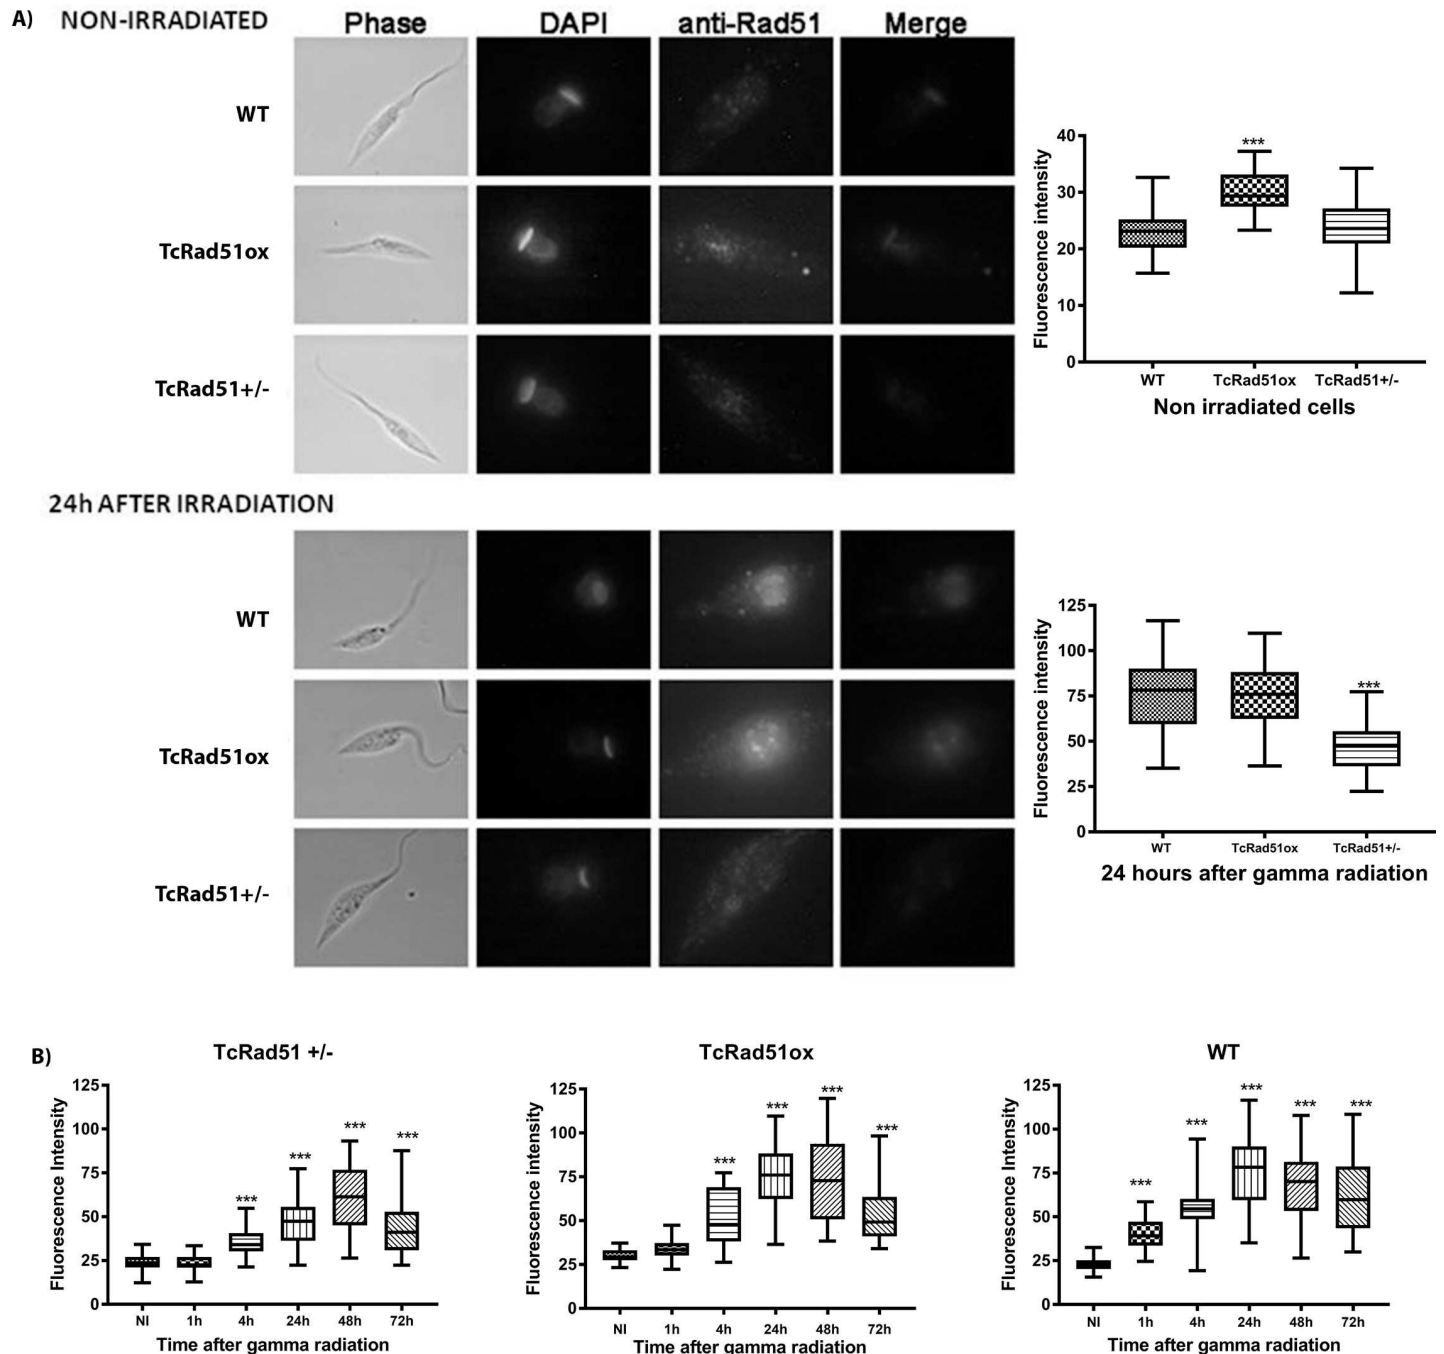 A) NON-IRRADIATED Phase DAPI anti-Rad51 Merge
WT
TcRad51ox
TcRad51+/-
Fluorescence intensity
40
30
20
10
0
***
WT TcRad51ox TcRad51+/-
Non irradiated cells
24h AFTER IRRADIATION
WT
TcRad51ox
TcRad51+/-
Fluorescence intensity
125
100
75
50
25
0
***
WT TcRad51ox TcRad51+/-
24 hours after gamma radiation
B)
TcRad51 +/-
Fluorescence Intensity
125
100
75
50
25
0
*** *** *** ***
NI 1h 4h 24h 48h 72h
Time after gamma radiation
TcRad51ox
Fluorescence intensity
125
100
75
50
25
0
*** *** *** ***
NI 1h 4h 24h 48h 72h
Time after gamma radiation
WT
Fluorescence Intensity
125
100
75
50
25
0
*** *** *** *** ***
NI 1h 4h 24h 48h 72h
Time after gamma radiation